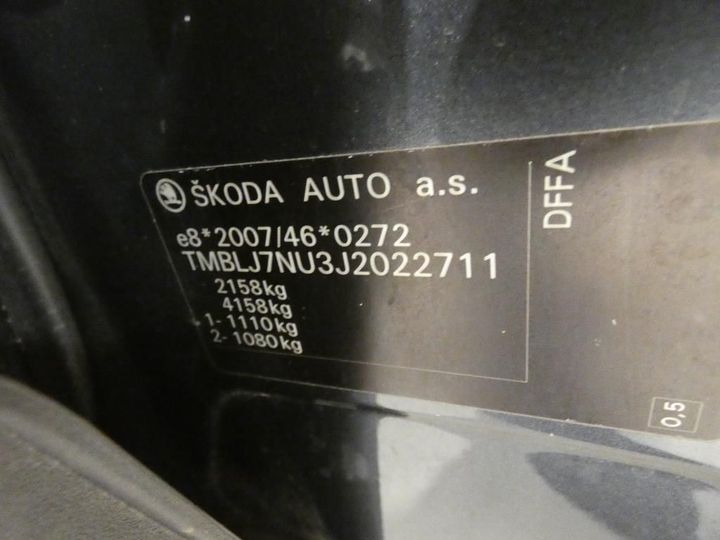 ŠKODA AUTO a.s.
e8*2007/46*0272
TMBLJ7NU3J2022711
2158kg
4158kg
1-1110kg
2-1080kg
DFFA
0,5